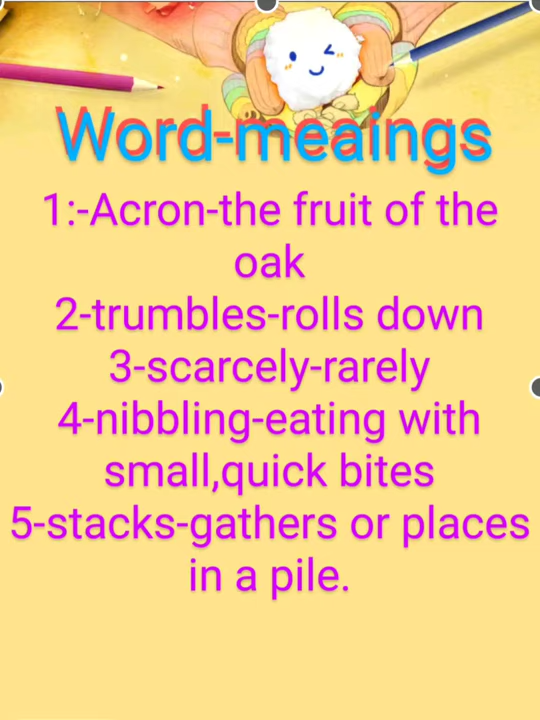 Word-meaings
1:-Acron-the fruit of the
oak
2-trumbles-rolls down
3-scarcely-rarely
4-nibbling-eating with
small,quick bites
5-stacks-gathers or places
in a pile.